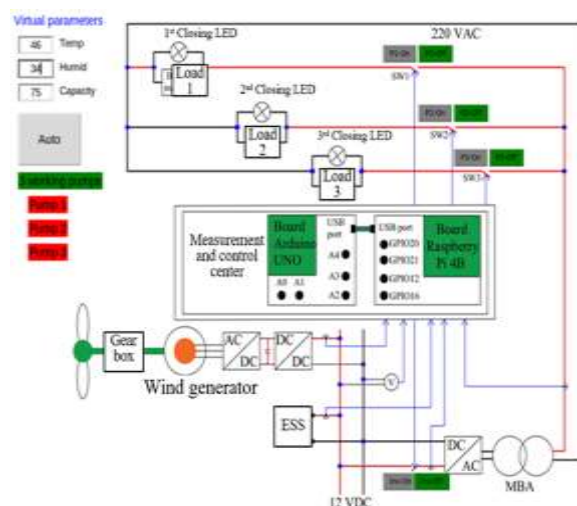 Virtual parameters
46 Temp
34 Humid
75 Capacity
Auto
3 working pumps
Pump 1
Pump 2
Pump 3
220 VAC
1st Closing LED
Load
1
SW1
2nd Closing LED
Load
2
SW2
3rd Closing LED
Load
3
SW3
Measurement
and control
center
Board
Arduino
UNO
A0 A1
USB
port
A4
A3
A2
USB port
GPIO20
GPIO21
GPIO12
GPIO16
Board
Raspberry
Pi 4B
Gear
box
AC
DC
DC
DC
Wind generator
V
ESS
DC
AC
MBA
12 VDC